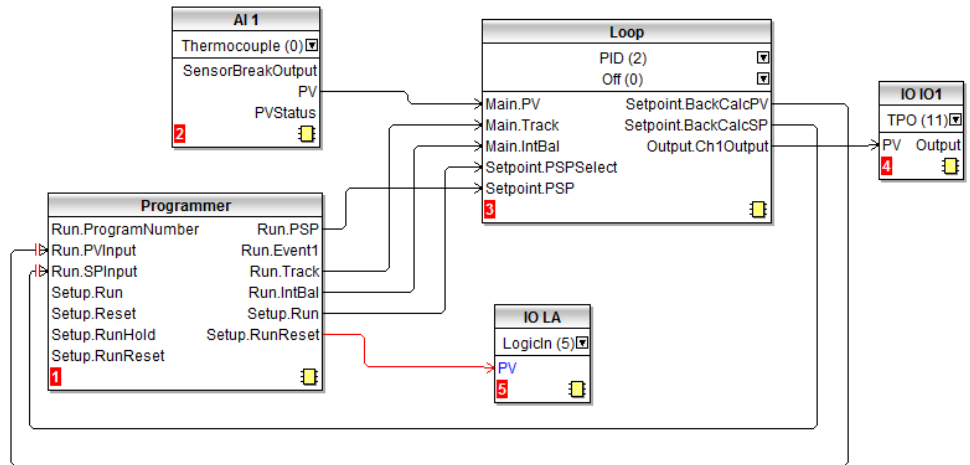 AI 1
Thermocouple (0)
SensorBreakOutput
PV
PVStatus
2
Loop
PID (2)
Off (0)
Main.PV Setpoint.BackCalcPV
Main.Track Setpoint.BackCalcSP
Main.IntBal Output.Ch1Output
Setpoint.PSPSelect
Setpoint.PSP
3
IO IO1
TPO (11)
PV Output
4
Programmer
Run.ProgramNumber Run.PSP
Run.PVInput Run.Event1
Run.SPInput Run.Track
Setup.Run Run.IntBal
Setup.Reset Setup.Run
Setup.RunHold Setup.RunReset
Setup.RunReset
1
IO LA
LogicIn (5)
PV
5